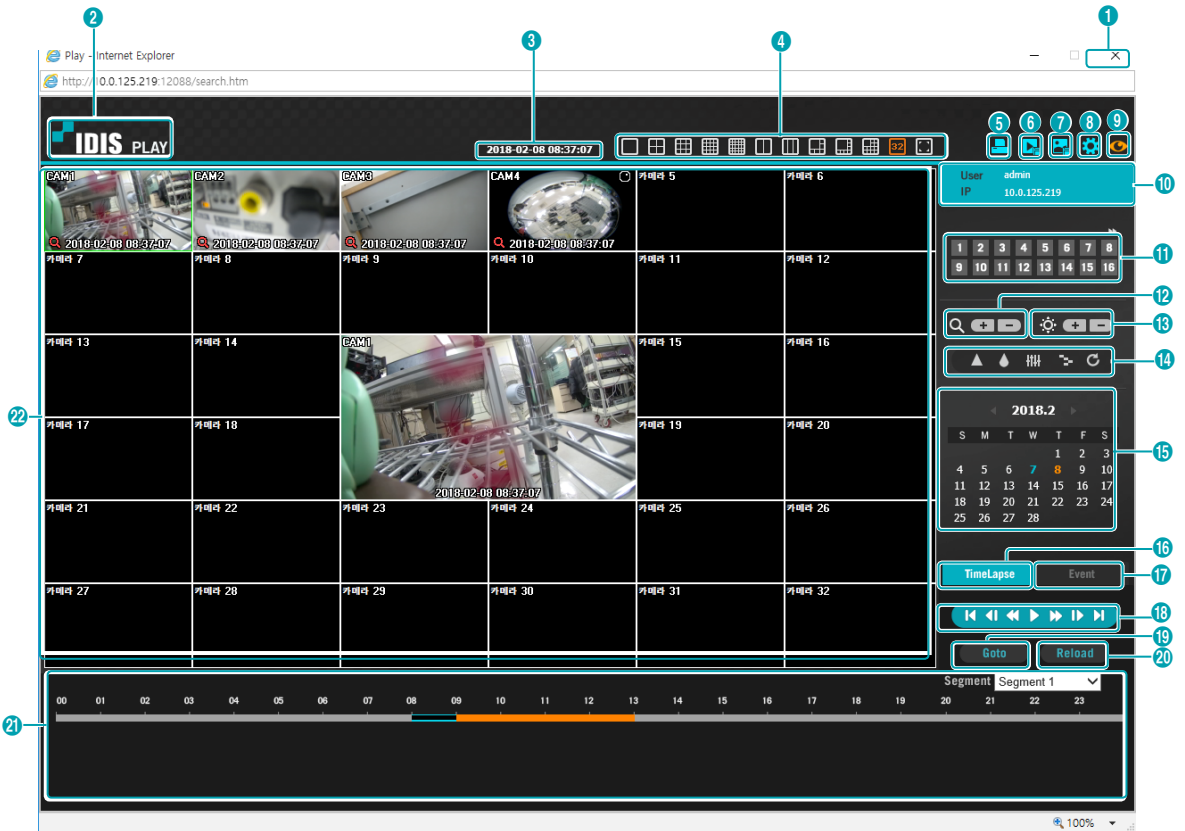 2
3
4
1
Play - Internet Explorer
http://10.0.125.219:12088/search.htm
5
6
7
8
9
IDIS PLAY
2018-02-08 08:37:07
32
User admin
IP 10.0.125.219
10
CAM1
CAM2
CAM3
CAM4
카메라 5
카메라 6
2018-02-08 08:37:07
2018-02-08 08:37:07
2018-02-08 08:37:07
2018-02-08 08:37:07
1 2 3 4 5 6 7 8
9 10 11 12 13 14 15 16
11
카메라 7
카메라 8
카메라 9
카메라 10
카메라 11
카메라 12
12
13
카메라 13
카메라 14
CAM1
카메라 15
카메라 16
14
22
카메라 17
카메라 18
카메라 19
카메라 20
2018-02-08 08:37:07
2018.2
S M T W T F S
1 2 3
4 5 6 7 8 9 10
11 12 13 14 15 16 17
18 19 20 21 22 23 24
25 26 27 28
15
카메라 21
카메라 22
카메라 23
카메라 24
카메라 25
카메라 26
16
TimeLapse
Event
17
카메라 27
카메라 28
카메라 29
카메라 30
카메라 31
카메라 32
18
19
Goto
Reload
20
Segment Segment 1
00 01 02 03 04 05 06 07 08 09 10 11 12 13 14 15 16 17 18 19 20 21 22 23
21
100%